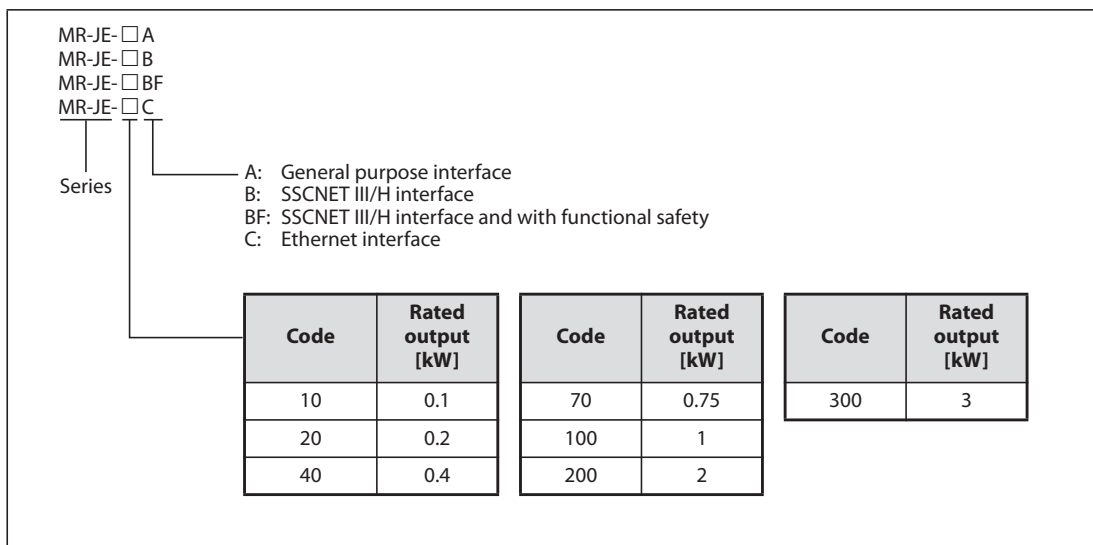 MR-JE- □ A
MR-JE- □ B
MR-JE- □ BF
MR-JE- □ C
Series
A: General purpose interface
B: SSCNET III/H interface
BF: SSCNET III/H interface and with functional safety
C: Ethernet interface
Code Rated output [kW]
10 0.1
20 0.2
40 0.4
Code Rated output [kW]
70 0.75
100 1
200 2
Code Rated output [kW]
300 3